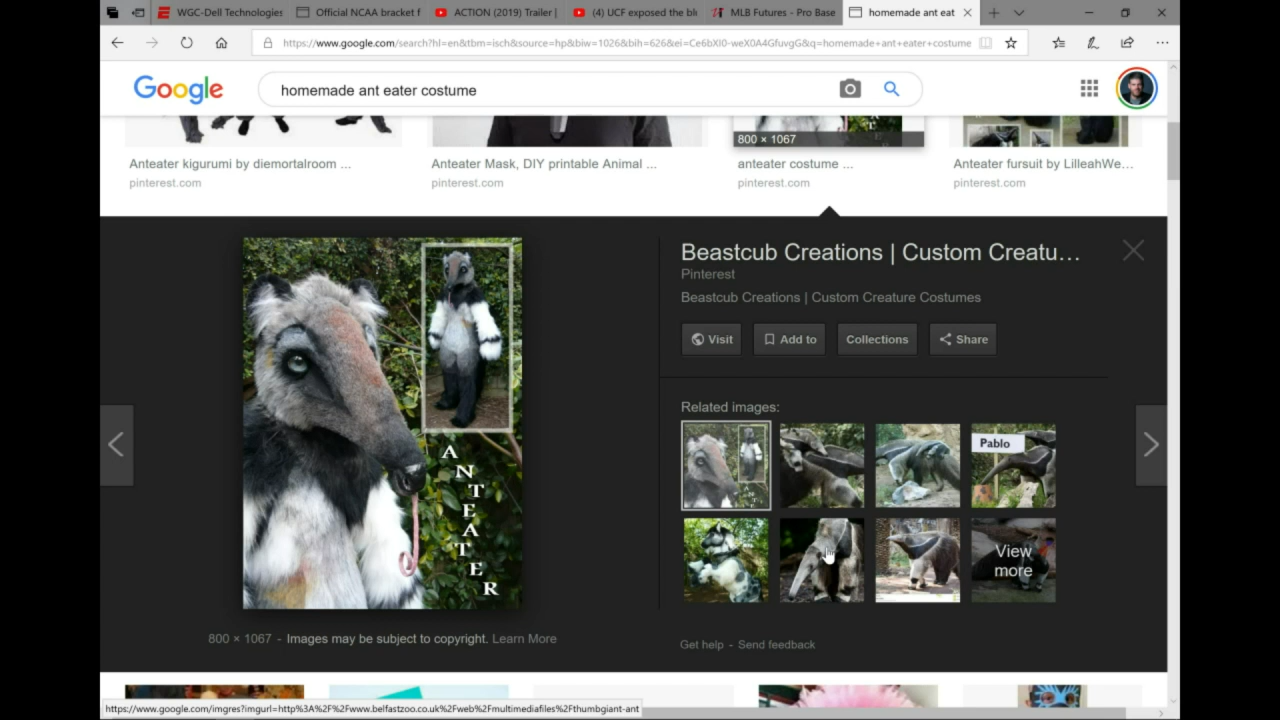 WGC-Dell Technologies
Official NCAA bracket f
ACTION (2019) Trailer |
(4) UCF exposed the bl
MLB Futures - Pro Base
homemade ant eat
https://www.google.com/search?hl=en&tbm=isch&source=hp&biw=1026&bih=626&ei=Ce6bXI0-weX0A4GfuvgG&q=homemade+ant+eater+costume
Google
homemade ant eater costume
800 × 1067
Anteater kigurumi by diemortalroom ...
Anteater Mask, DIY printable Animal ...
anteater costume ...
Anteater fursuit by LilleahWe...
pinterest.com
pinterest.com
pinterest.com
pinterest.com
ANTEATER
800 × 1067 - Images may be subject to copyright. Learn More
Beastcub Creations | Custom Creatu...
Pinterest
Beastcub Creations | Custom Creature Costumes
Visit
Add to
Collections
Share
Related images:
Pablo
View
more
Get help - Send feedback
https://www.google.com/imgres?imgurl=http%3A%2F%2Fwww.belfastzoo.co.uk%2Fweb%2Fmultimediafiles%2Fthumbgiant-ant